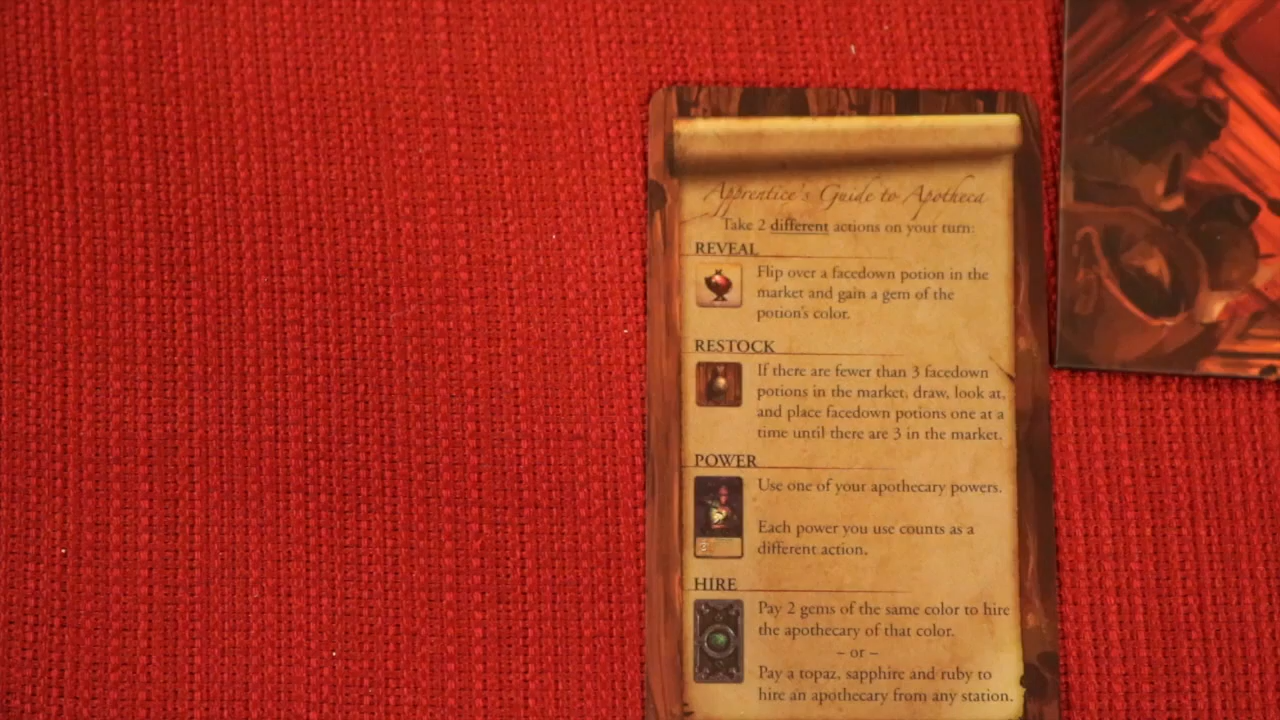 Apprentice's Guide to Apotheca
Take 2 different actions on your turn:
REVEAL
Flip over a facedown potion in the
market and gain a gem of the
potion's color.
RESTOCK
If there are fewer than 3 facedown
potions in the market, draw, look at,
and place facedown potions one at a
time until there are 3 in the market.
POWER
Use one of your apothecary powers.
Each power you use counts as a
different action.
HIRE
Pay 2 gems of the same color to hire
the apothecary of that color.
– or –
Pay a topaz, sapphire and ruby to
hire an apothecary from any station.